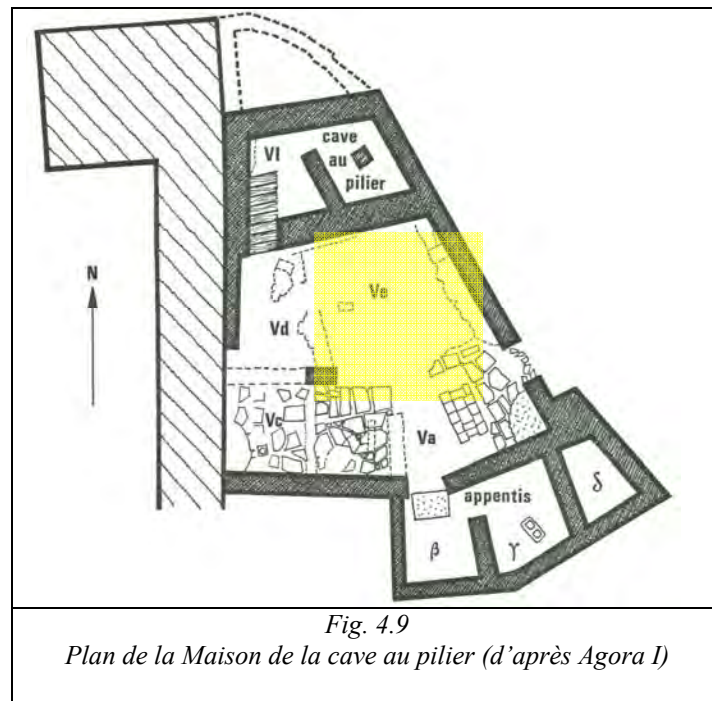 cave
Vf
au
pilier
N
Ve
Vd
Vc
Va
appentis
δ
β
γ
Fig. 4.9
Plan de la Maison de la cave au pilier (d'après Agora I)